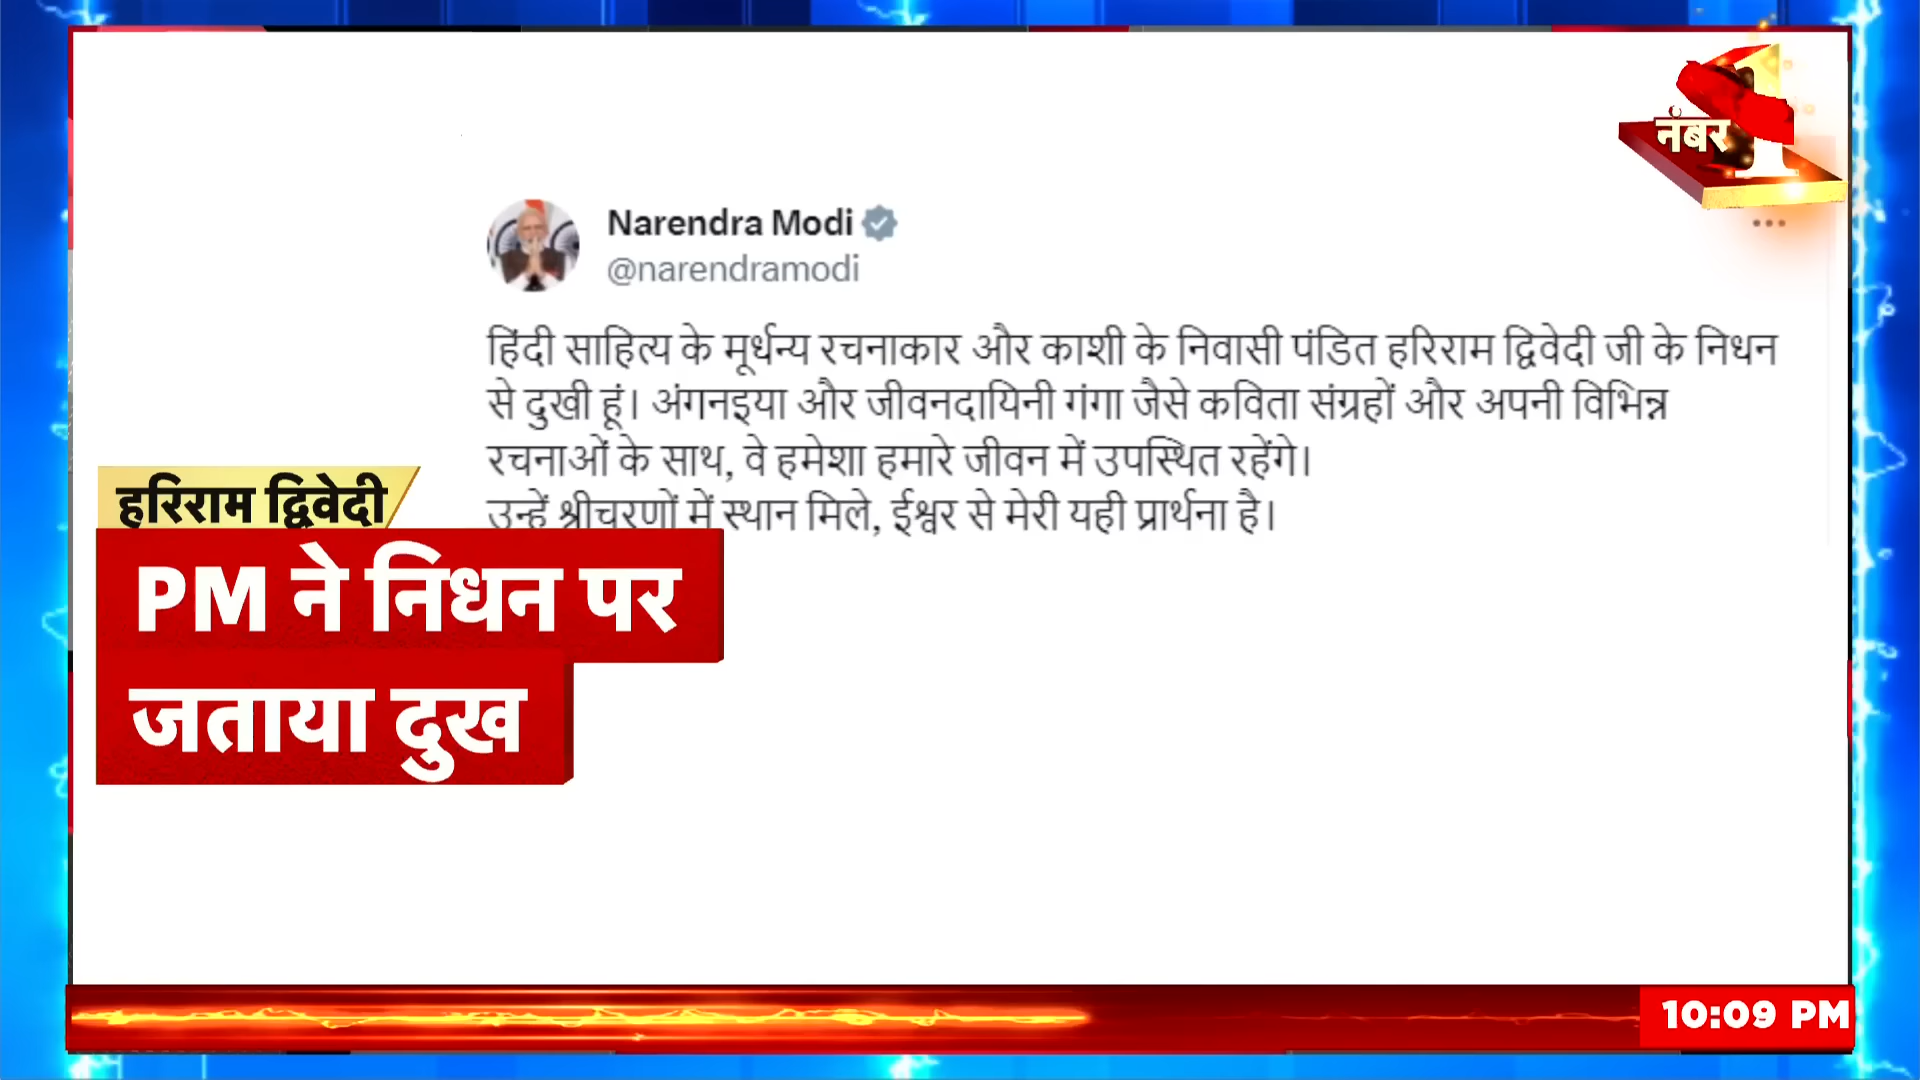 नंबर 1
Narendra Modi
@narendramodi
हिंदी साहित्य के मूर्धन्य रचनाकार और काशी के निवासी पंडित हरिराम द्विवेदी जी के निधन
से दुखी हूं। अंगनइया और जीवनदायिनी गंगा जैसे कविता संग्रहों और अपनी विभिन्न
रचनाओं के साथ, वे हमेशा हमारे जीवन में उपस्थित रहेंगे।
उन्हें श्रीचरणों में स्थान मिले, ईश्वर से मेरी यही प्रार्थना है।
हरिराम द्विवेदी
PM ने निधन पर
जताया दुख
10:09 PM